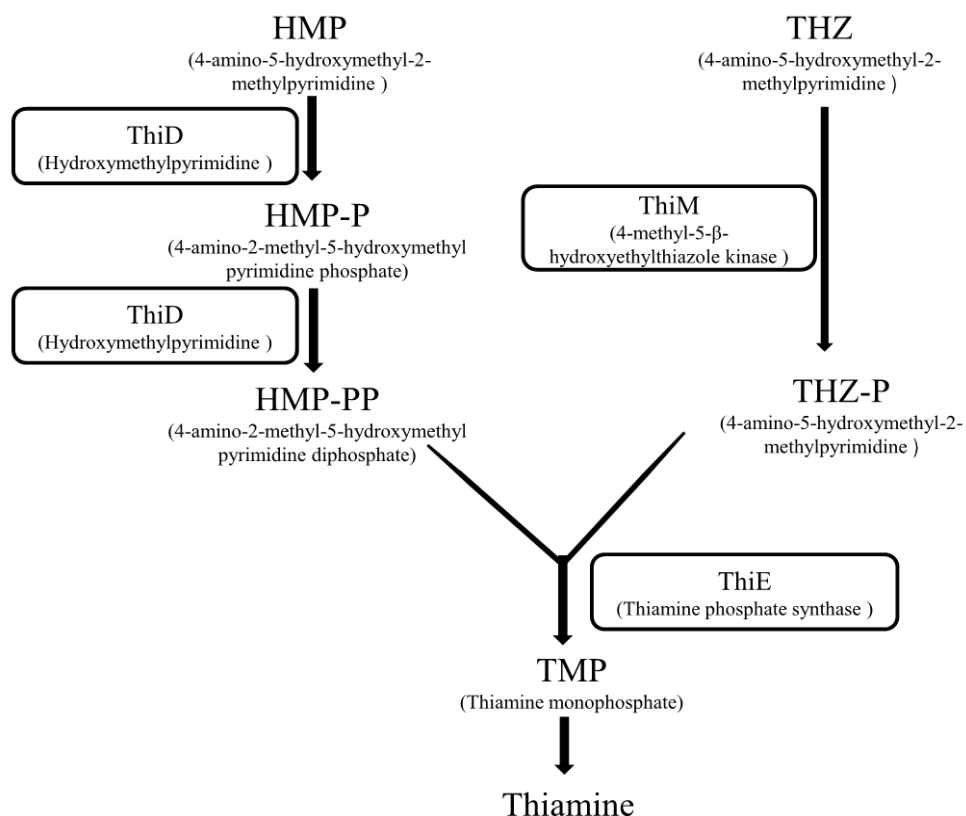 HMP
(4-amino-5-hydroxymethyl-2-
methylpyrimidine )
ThiD
(Hydroxymethylpyrimidine )
HMP-P
(4-amino-2-methyl-5-hydroxymethyl
pyrimidine phosphate)
ThiD
(Hydroxymethylpyrimidine )
HMP-PP
(4-amino-2-methyl-5-hydroxymethyl
pyrimidine diphosphate)
THZ
(4-amino-5-hydroxymethyl-2-
methylpyrimidine )
ThiM
(4-methyl-5-β-
hydroxyethylthiazole kinase )
THZ-P
(4-amino-5-hydroxymethyl-2-
methylpyrimidine )
ThiE
(Thiamine phosphate synthase )
TMP
(Thiamine monophosphate)
Thiamine